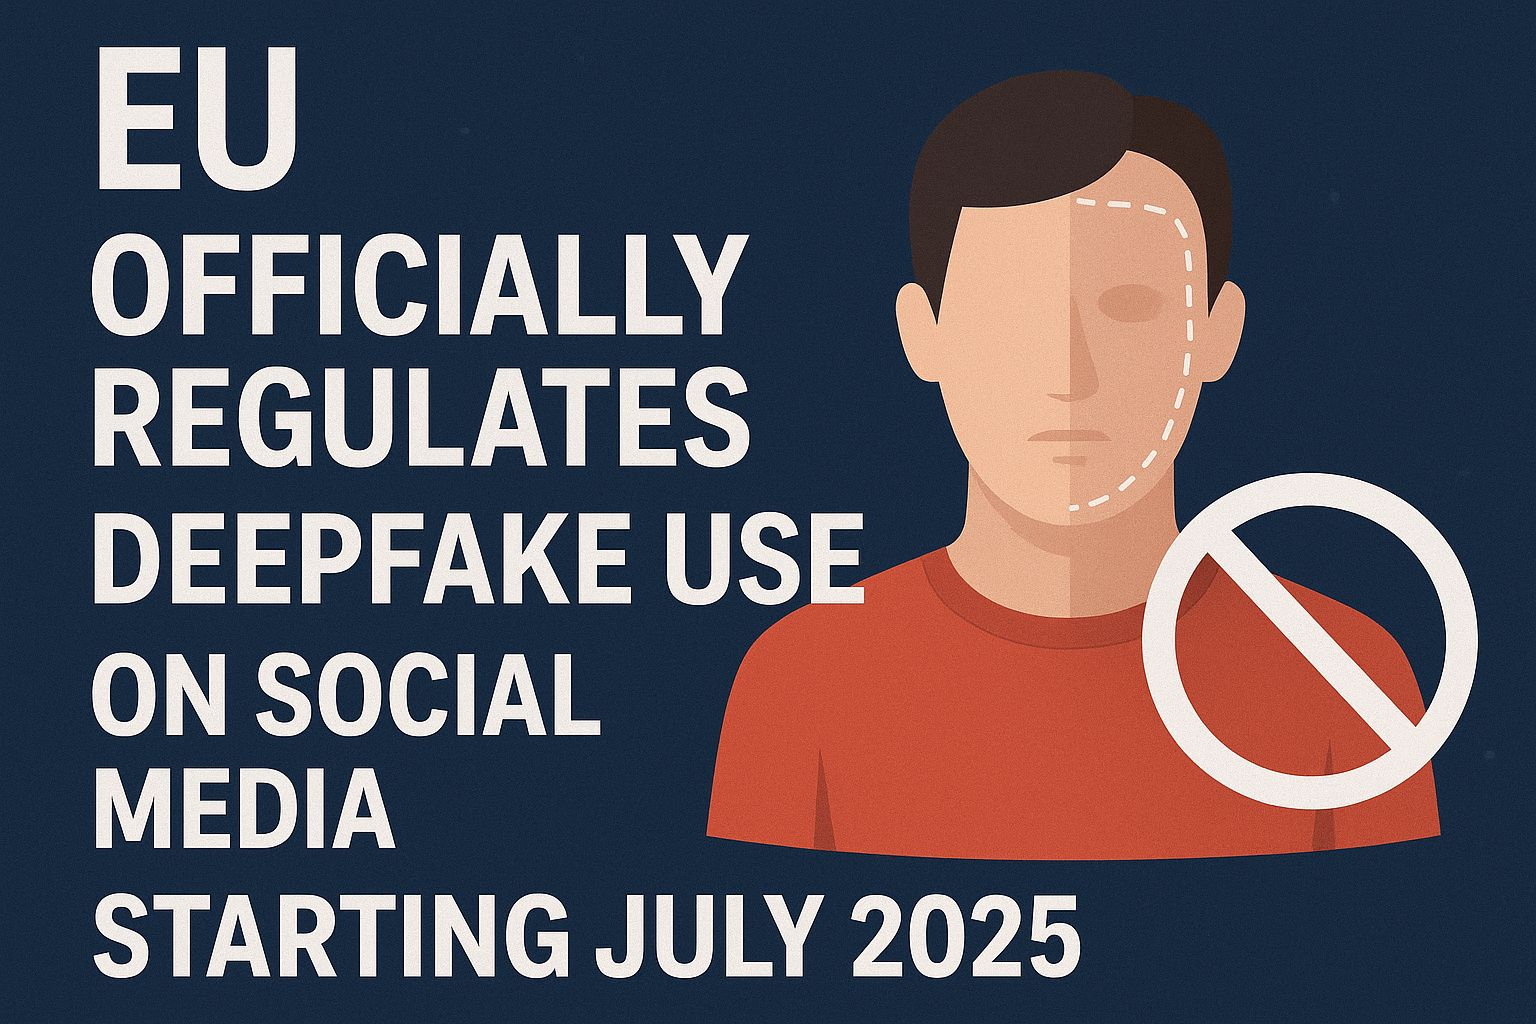 EU
OFFICIALLY
REGULATES
DEEPFAKE USE
ON SOCIAL
MEDIA
STARTING JULY 2025